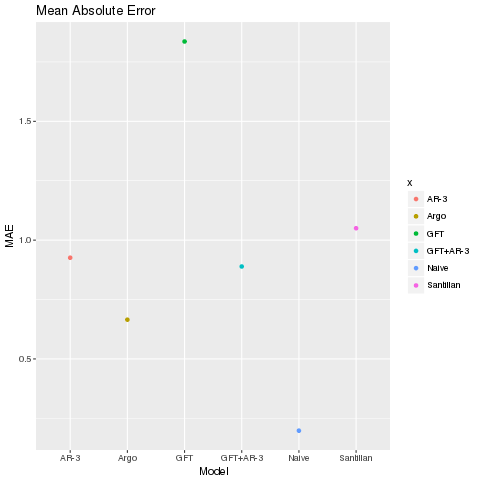 Mean Absolute Error
MAE
1.5
1.0
0.5
AR-3 Argo GFT GFT+AR-3 Naive Santillan
Model
x
AR-3
Argo
GFT
GFT+AR-3
Naive
Santillan